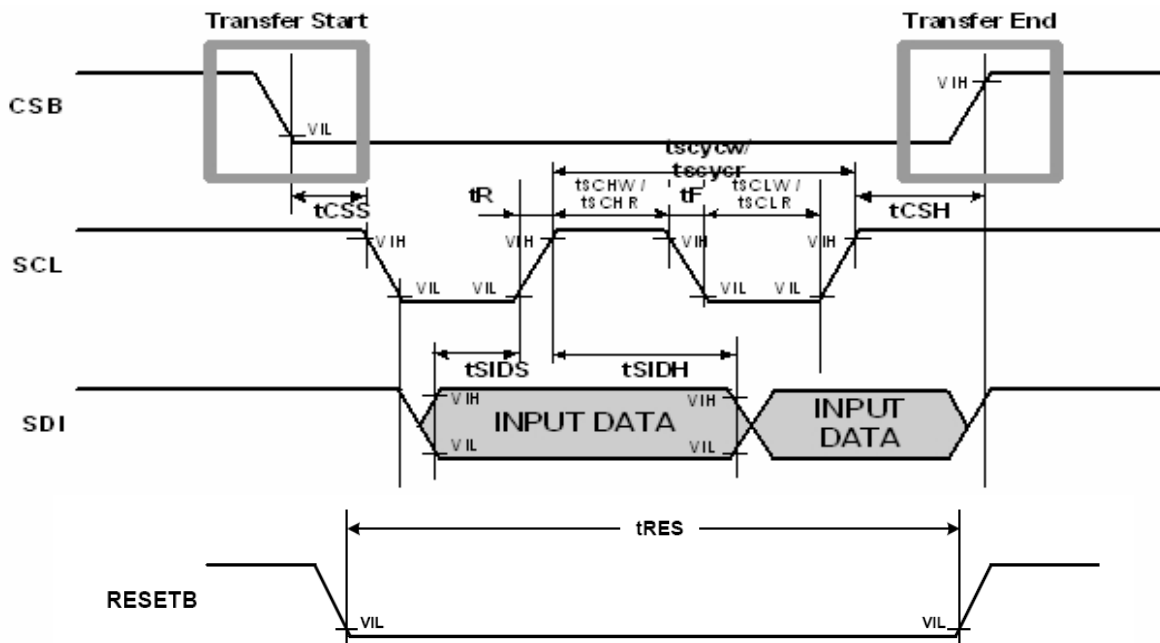 Transfer Start
Transfer End
CSB
VIL
VIH
tCSS
tR
tscycw/
tscycr
tSCHW /
tSCHR
tF
tSCLW /
tSCLR
tCSH
SCL
VIH
VIL
VIL
VIH
VIH
VIL
VIL
VIH
tSIDS
tSIDH
SDI
VIH
VIL
INPUT DATA
VIH
VIL
INPUT
DATA
tRES
RESETB
VIL
VIL